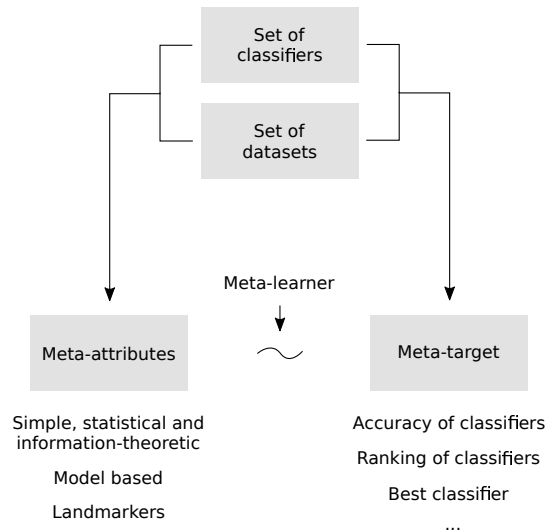 Set of
classifiers
Set of
datasets
Meta-learner
Meta-attributes
Meta-target
Simple, statistical and
information-theoretic
Model based
Landmarkers
Accuracy of classifiers
Ranking of classifiers
Best classifier
...